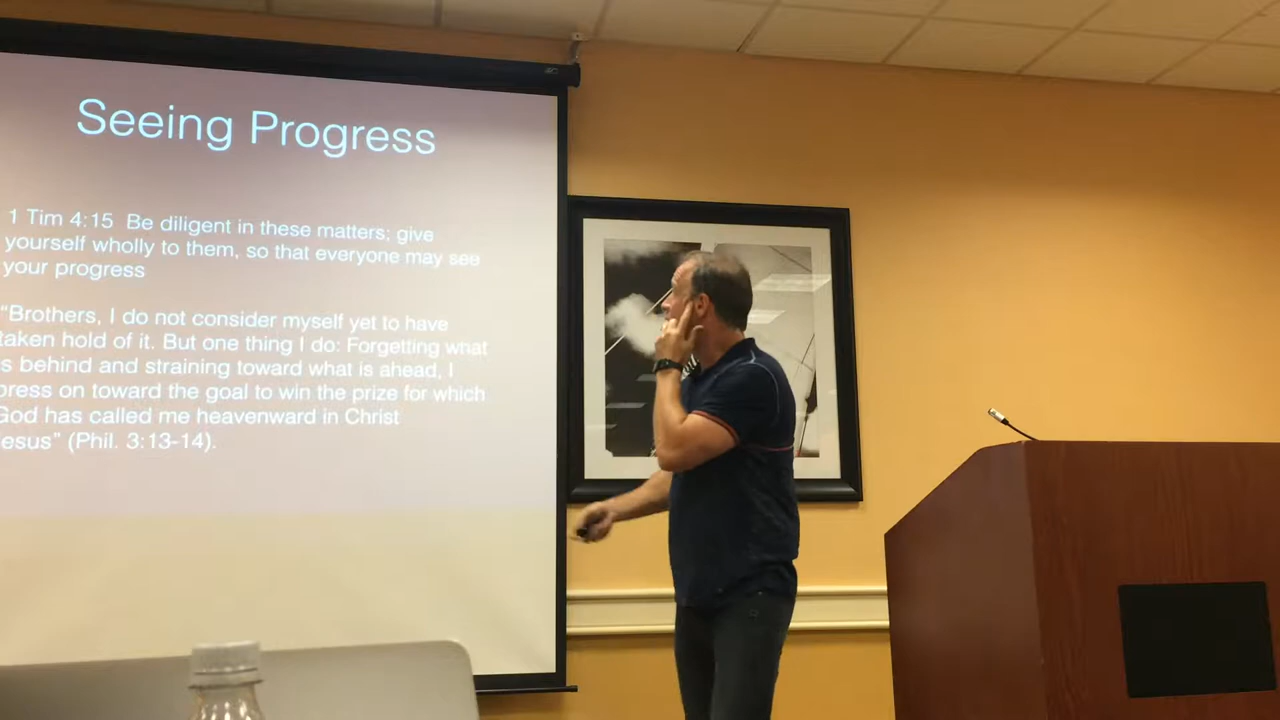 Seeing Progress
1 Tim 4:15 Be diligent in these matters; give
yourself wholly to them, so that everyone may see
your progress
“Brothers, I do not consider myself yet to have
taken hold of it. But one thing I do: Forgetting what
s behind and straining toward what is ahead, I
press on toward the goal to win the prize for which
God has called me heavenward in Christ
esus” (Phil. 3:13-14).